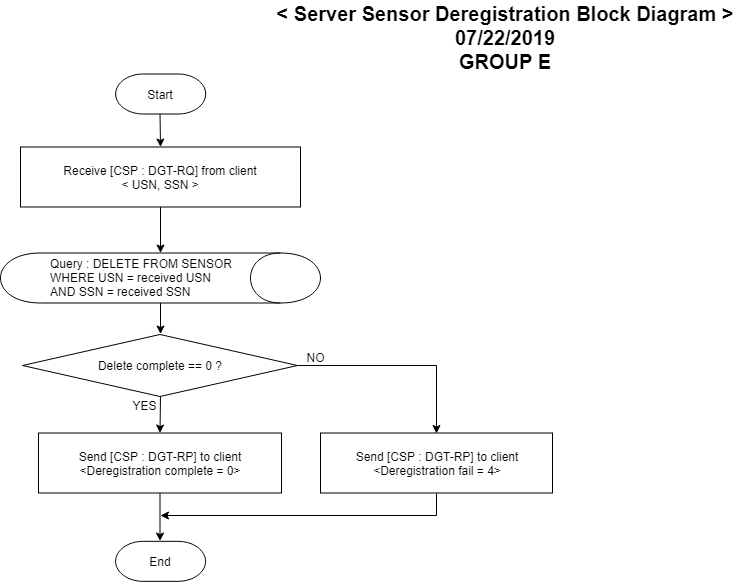 < Server Sensor Deregistration Block Diagram >
07/22/2019
GROUP E
Start
Receive [CSP : DGT-RQ] from client
< USN, SSN >
Query : DELETE FROM SENSOR
WHERE USN = received USN
AND SSN = received SSN
Delete complete == 0 ?
NO
YES
Send [CSP : DGT-RP] to client
<Deregistration complete = 0>
Send [CSP : DGT-RP] to client
<Deregistration fail = 4>
End